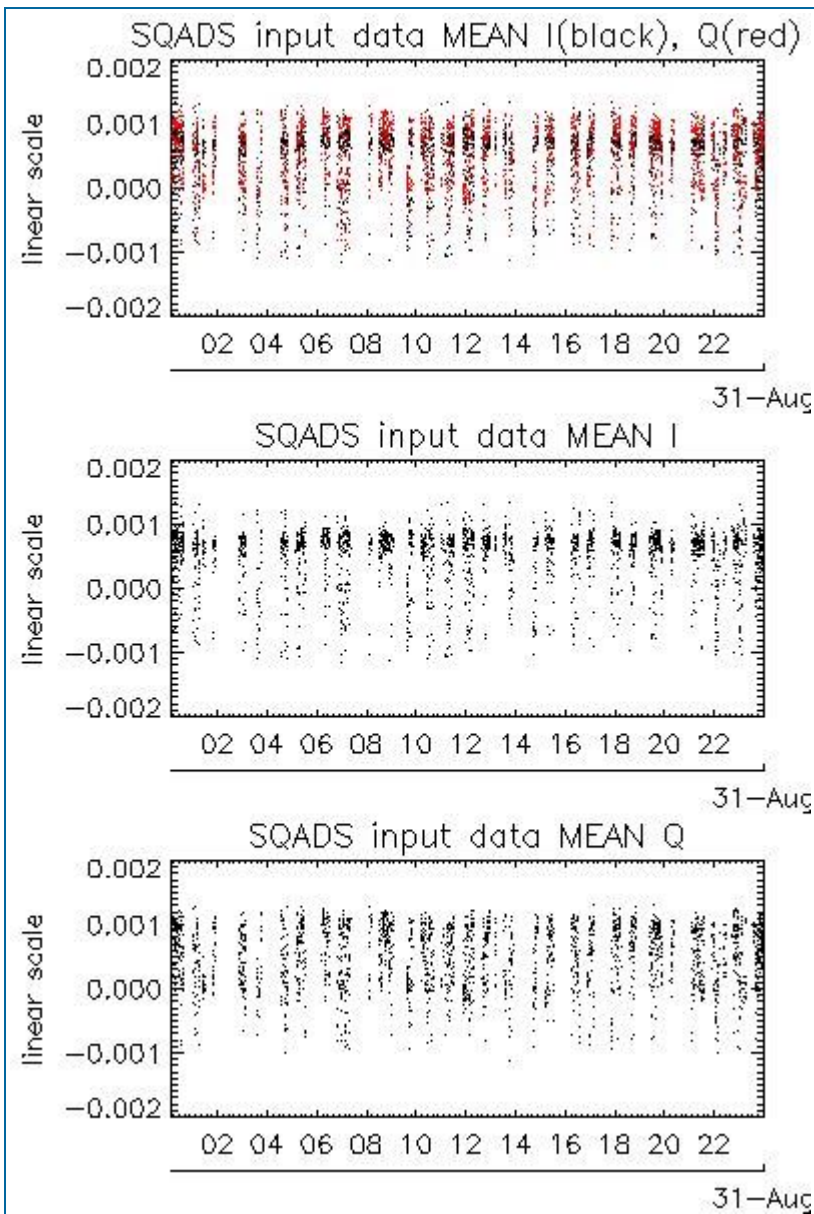 SQADS input data MEAN I(black), Q(red)
0.002
0.001
0.000
-0.001
-0.002
linear scale
02 04 06 08 10 12 14 16 18 20 22
31-Aug
SQADS input data MEAN I
0.002
0.001
0.000
-0.001
-0.002
linear scale
02 04 06 08 10 12 14 16 18 20 22
31-Aug
SQADS input data MEAN Q
0.002
0.001
0.000
-0.001
-0.002
linear scale
02 04 06 08 10 12 14 16 18 20 22
31-Aug